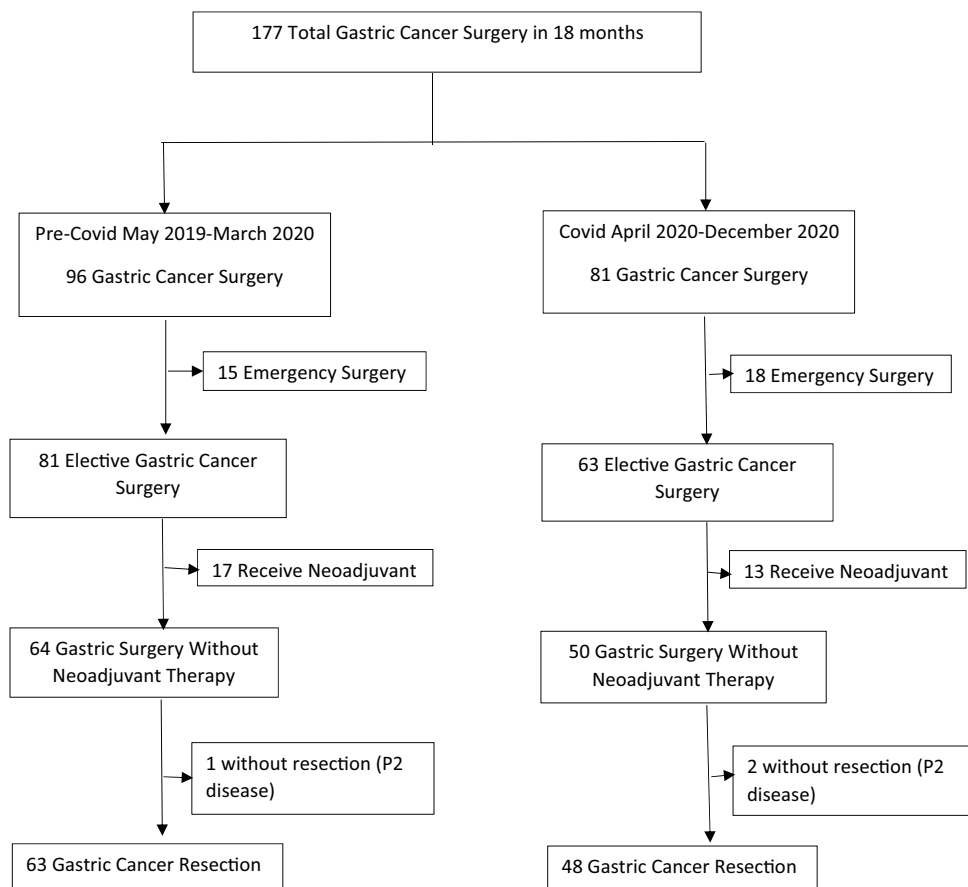 177 Total Gastric Cancer Surgery in 18 months
Pre-Covid May 2019-March 2020
96 Gastric Cancer Surgery
Covid April 2020-December 2020
81 Gastric Cancer Surgery
15 Emergency Surgery
18 Emergency Surgery
81 Elective Gastric Cancer
Surgery
63 Elective Gastric Cancer
Surgery
17 Receive Neoadjuvant
13 Receive Neoadjuvant
64 Gastric Surgery Without
Neoadjuvant Therapy
50 Gastric Surgery Without
Neoadjuvant Therapy
1 without resection (P2
disease)
2 without resection (P2
disease)
63 Gastric Cancer Resection
48 Gastric Cancer Resection